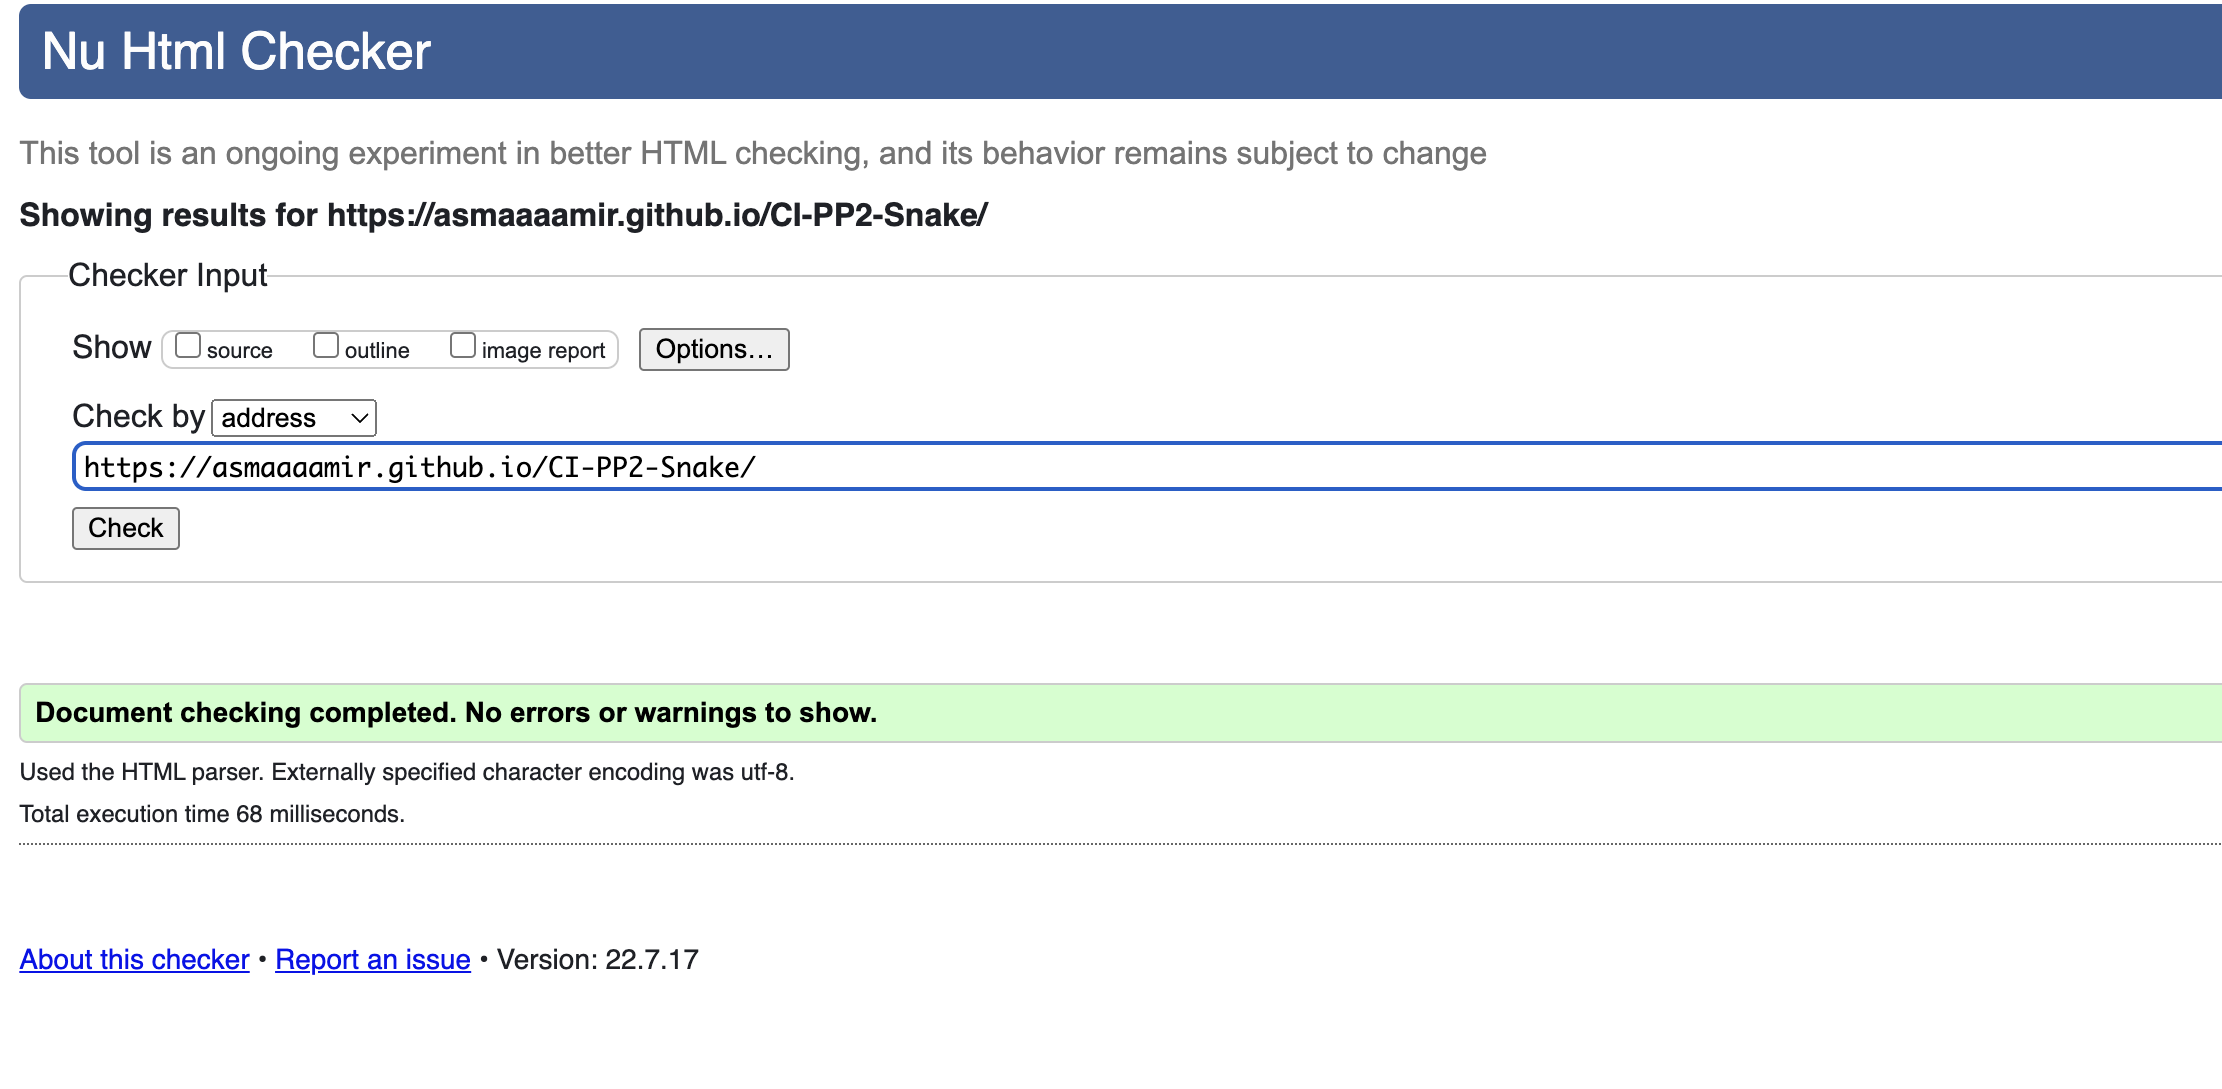 Nu Html Checker
This tool is an ongoing experiment in better HTML checking, and its behavior remains subject to change
Showing results for https://asmaaaamir.github.io/CI-PP2-Snake/
Checker Input
Show source outline image report Options...
Check by address
https://asmaaaamir.github.io/CI-PP2-Snake/
Check
Document checking completed. No errors or warnings to show.
Used the HTML parser. Externally specified character encoding was utf-8.
Total execution time 68 milliseconds.
About this checker • Report an issue • Version: 22.7.17